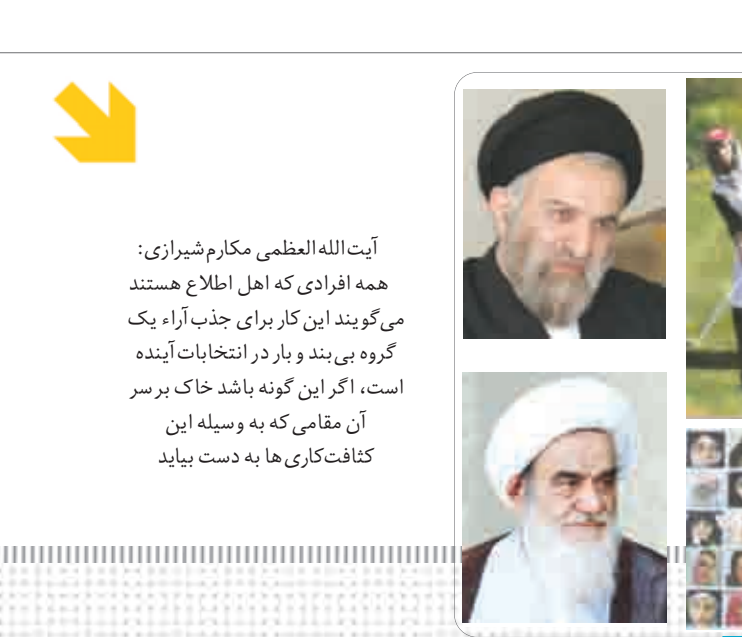 آیت‌الله‌العظمی مکارم‌شیرازی:
همه افرادی که اهل اطلاع هستند
می‌گویند این کار برای جذب آراء یک
گروه بی‌بند و بار در انتخابات آینده
است، اگر این گونه باشد خاک بر سر
آن مقامی که به وسیله این
کثافت‌کاری‌ها به دست بیاید